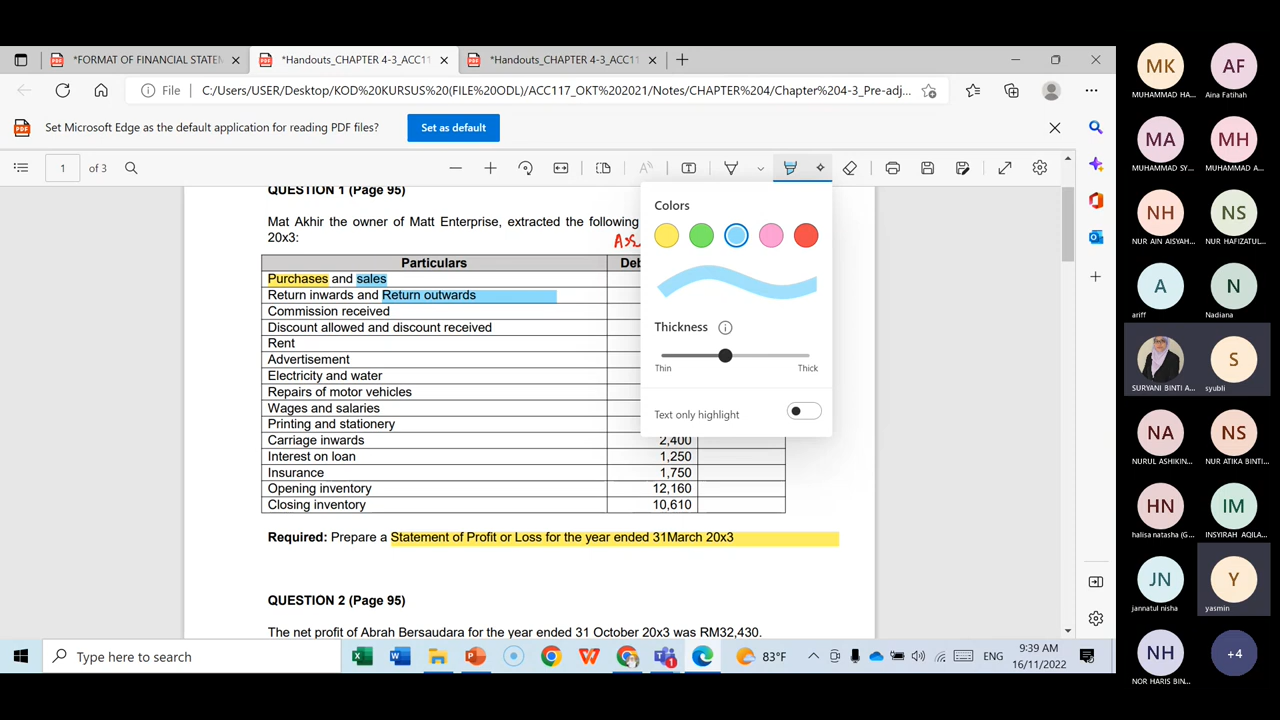 *FORMAT OF FINANCIAL STATEM
*Handouts_CHAPTER 4-3_ACC11
*Handouts_CHAPTER 4-3_ACC11
File
C:/Users/USER/Desktop/KOD%20KURSUS%20(FILE%20ODL)/ACC117_OKT%202021/Notes/CHAPTER%204/Chapter%204-3_Pre-adj...
Set Microsoft Edge as the default application for reading PDF files?
Set as default
1
of 3
QUESTION 1 (Page 95)
Mat Akhir the owner of Matt Enterprise, extracted the following
20x3:
Particulars
Deb
Purchases and sales
Return inwards and Return outwards
Commission received
Discount allowed and discount received
Rent
Advertisement
Electricity and water
Repairs of motor vehicles
Wages and salaries
Printing and stationery
Carriage inwards 2,400
Interest on loan 1,250
Insurance 1,750
Opening inventory 12,160
Closing inventory 10,610
Required: Prepare a Statement of Profit or Loss for the year ended 31March 20x3
QUESTION 2 (Page 95)
The net profit of Abrah Bersaudara for the year ended 31 October 20x3 was RM32,430.
Colors
Thickness
Thin
Thick
Text only highlight
Type here to search
83°F
ENG
9:39 AM
16/11/2022
1
MK
MUHAMMAD HA...
AF
Aina Fatihah
MA
MUHAMMAD SY...
MH
MUHAMMAD A...
NH
NUR AIN AISYAH...
NS
NUR HAFIZATUL...
A
ariff
N
Nadiana
SURYANI BINTI A...
S
syubli
NA
NURUL ASHIKIN...
NS
NUR ATIKA BINTI...
HN
halisa natasha (G...
IM
INSYIRAH AQILA...
JN
jannatul nisha
Y
yasmin
NH
NOR HARIS BIN...
+4